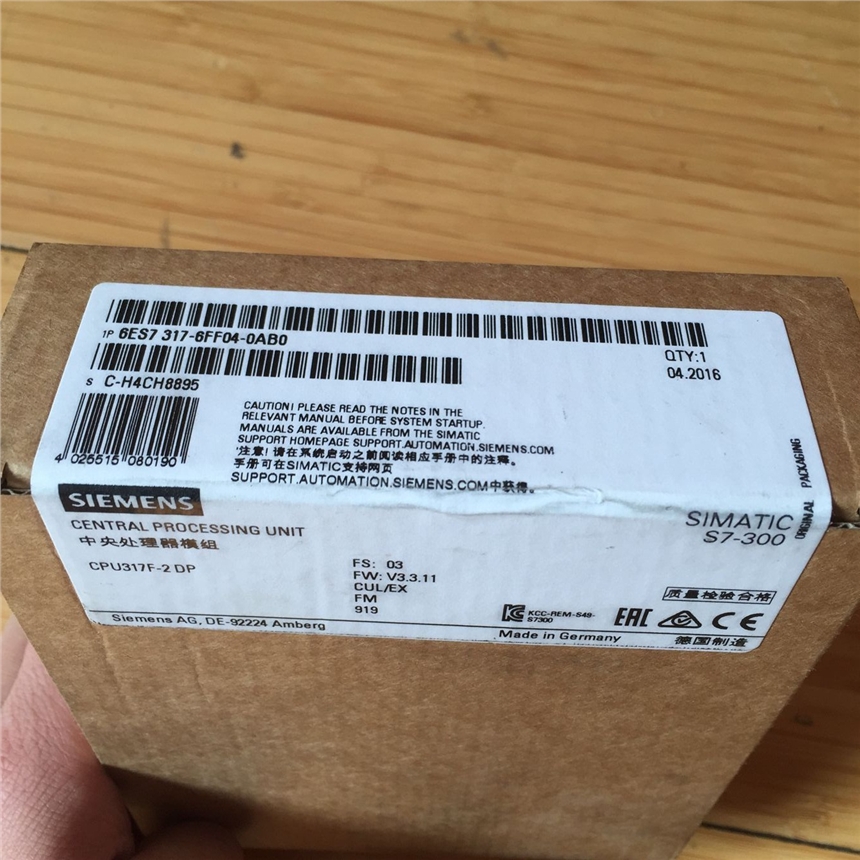 1P 6ES7 317-6FF04-0AB0
QTY:1
S C-H4CH8895
04.2016
4 025515 080190
CAUTION! PLEASE READ THE NOTES IN THE
RELEVANT MANUAL BEFORE SYSTEM STARTUP.
MANUALS ARE AVAILABLE FROM THE SIMATIC
SUPPORT HOMEPAGE SUPPORT.AUTOMATION.SIEMENS.COM
注意! 请在系统启动之前阅读相应手册中的注释。
手册可在SIMATIC支持网页
SUPPORT.AUTOMATION.SIEMENS.COM中获得。
ORIGINAL PACKAGING
SIEMENS
SIMATIC
S7-300
CENTRAL PROCESSING UNIT
中央处理器模组
CPU317F-2 DP
FS: 03
FW: V3.3.11
CUL/EX
FM
919
质量检验合格
KCC-REM-S49-
S7300
EAC
CE
Siemens AG, DE-92224 Amberg
Made in Germany
德国制造